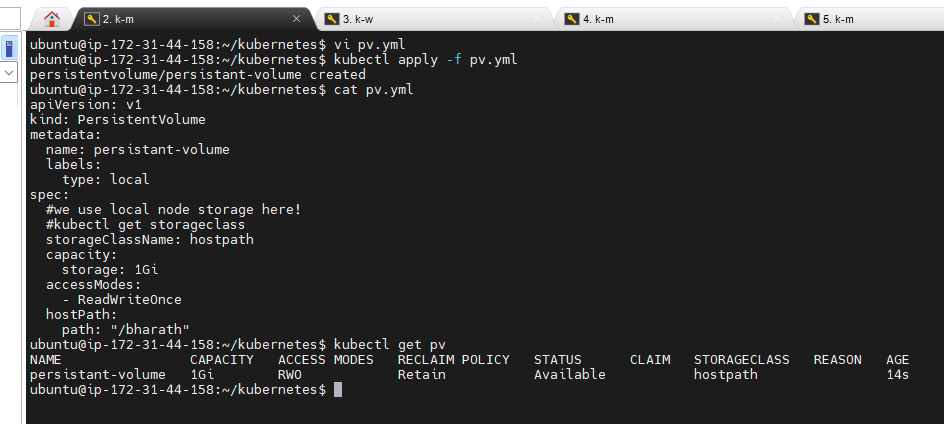 2. k-m
3. k-w
4. k-m
5. k-m
ubuntu@ip-172-31-44-158:~/kubernetes$ vi pv.yml
ubuntu@ip-172-31-44-158:~/kubernetes$ kubectl apply -f pv.yml
persistentvolume/persistant-volume created
ubuntu@ip-172-31-44-158:~/kubernetes$ cat pv.yml
apiVersion: v1
kind: PersistentVolume
metadata:
  name: persistant-volume
  labels:
    type: local
spec:
  #we use local node storage here!
  #kubectl get storageclass
  storageClassName: hostpath
  capacity:
    storage: 1Gi
  accessModes:
    - ReadWriteOnce
  hostPath:
    path: "/bharath"
ubuntu@ip-172-31-44-158:~/kubernetes$ kubectl get pv
NAME                CAPACITY   ACCESS MODES   RECLAIM POLICY   STATUS      CLAIM   STORAGECLASS   REASON   AGE
persistant-volume   1Gi        RWO            Retain           Available           hostpath                14s
ubuntu@ip-172-31-44-158:~/kubernetes$